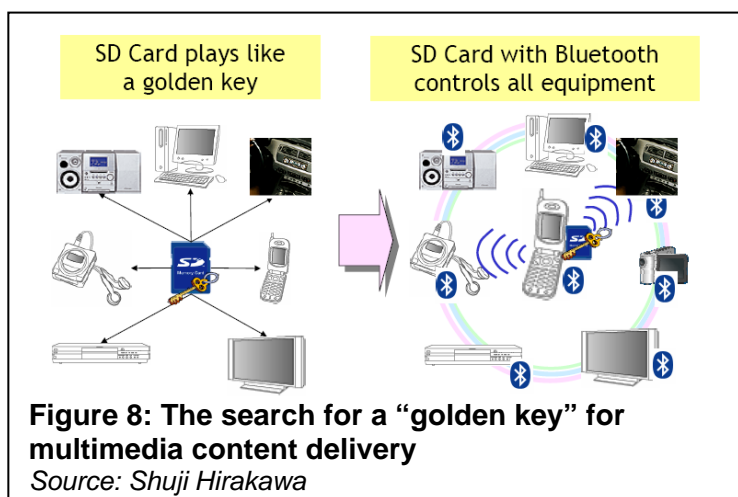 SD Card plays like
a golden key
SD Card with Bluetooth
controls all equipment
SD
Memory Card
SD
Figure 8: The search for a “golden key” for
multimedia content delivery
Source: Shuji Hirakawa